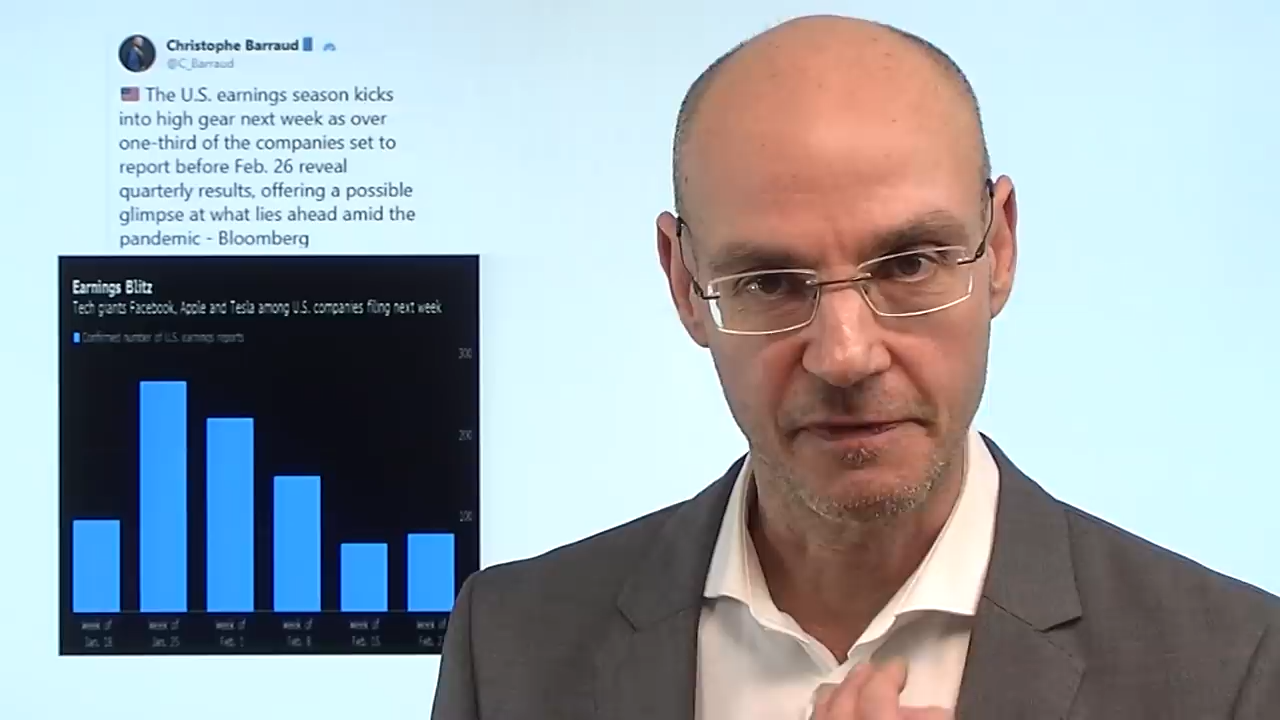 Christophe Barraud
@C_Barraud
🇺🇸 The U.S. earnings season kicks
into high gear next week as over
one-third of the companies set to
report before Feb. 26 reveal
quarterly results, offering a possible
glimpse at what lies ahead amid the
pandemic - Bloomberg
Earnings Blitz
Tech giants Facebook, Apple and Tesla among U.S. companies filing next week
Confirmed number of U.S. earnings reports
300
200
100
Week of Week of Week of Week of Week of
Jan. 18 Jan. 25 Feb. 1 Feb. 8 Feb. 15 Feb.